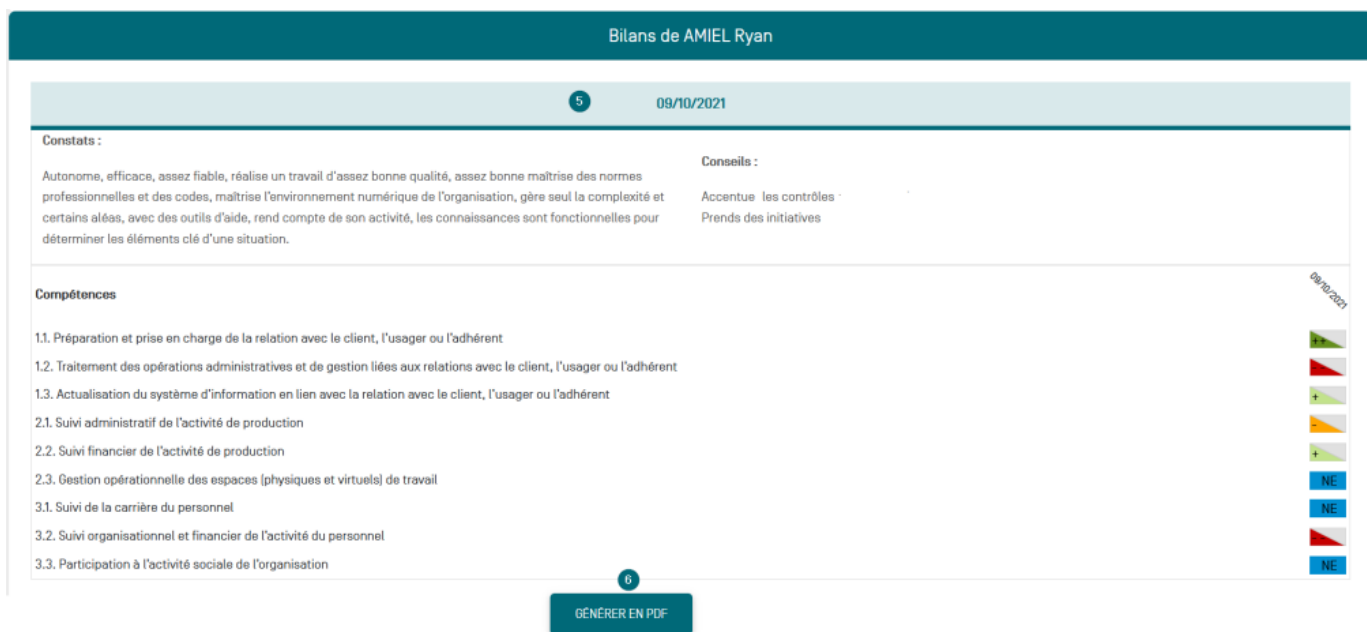 Bilans de AMIEL Ryan
5 09/10/2021
Constats :
Autonome, efficace, assez fiable, réalise un travail d'assez bonne qualité, assez bonne maîtrise des normes
professionnelles et des codes, maîtrise l'environnement numérique de l'organisation, gère seul la complexité et
certains aléas, avec des outils d'aide, rend compte de son activité, les connaissances sont fonctionnelles pour
déterminer les éléments clé d'une situation.
Conseils :
Accentue les contrôles
Prends des initiatives
Compétences
09/10/2021
1.1. Préparation et prise en charge de la relation avec le client, l'usager ou l'adhérent ++
1.2. Traitement des opérations administratives et de gestion liées aux relations avec le client, l'usager ou l'adhérent --
1.3. Actualisation du système d'information en lien avec la relation avec le client, l'usager ou l'adhérent +
2.1. Suivi administratif de l'activité de production -
2.2. Suivi financier de l'activité de production +
2.3. Gestion opérationnelle des espaces (physiques et virtuels) de travail NE
3.1. Suivi de la carrière du personnel NE
3.2. Suivi organisationnel et financier de l'activité du personnel --
3.3. Participation à l'activité sociale de l'organisation NE
6
GÉNÉRER EN PDF